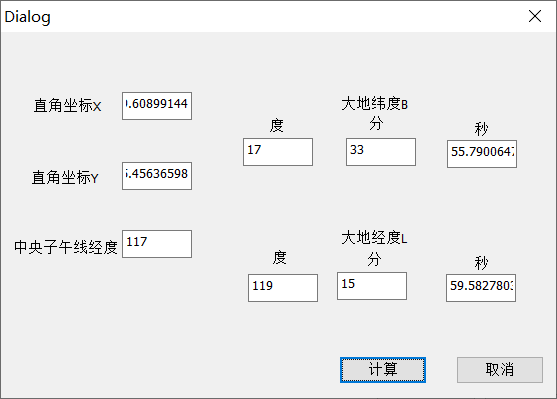 Dialog
直角坐标X
.60899144
大地纬度B
度
分
秒
17
33
55.7900647
直角坐标Y
.45636598
中央子午线经度
117
大地经度L
度
分
秒
119
15
59.5827803
计算
取消